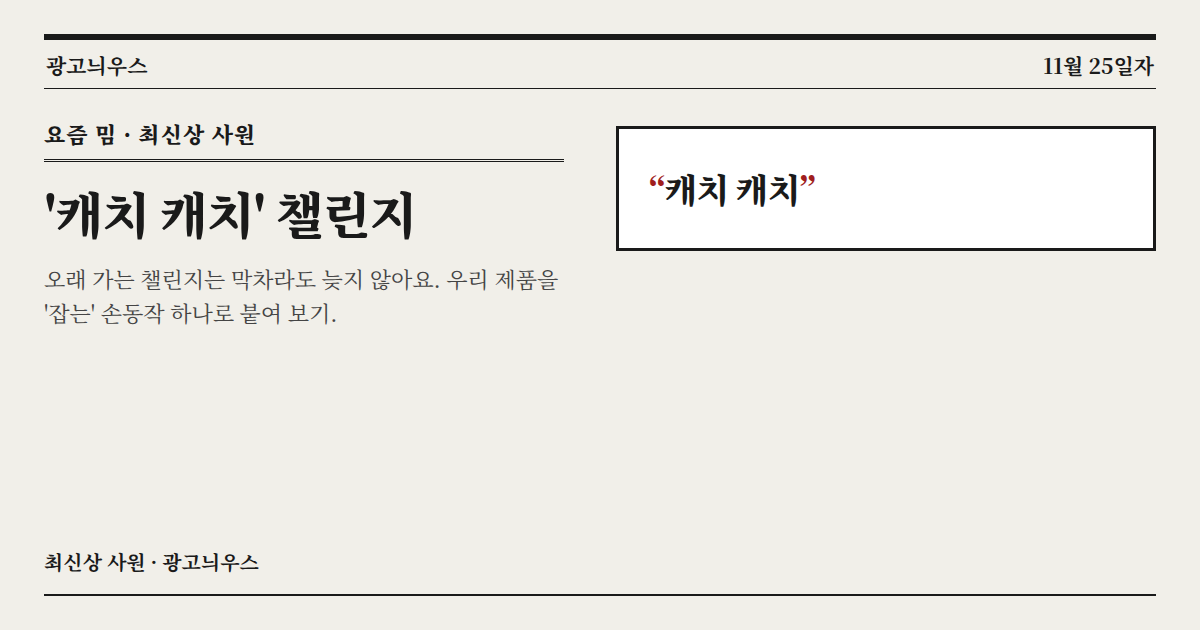 광고늬우스
11월 25일자
요즘 밈 · 최신상 사원
'캐치 캐치' 챌린지
오래 가는 챌린지는 막차라도 늦지 않아요. 우리 제품을
'잡는' 손동작 하나로 붙여 보기.
“캐치 캐치”
최신상 사원 · 광고늬우스